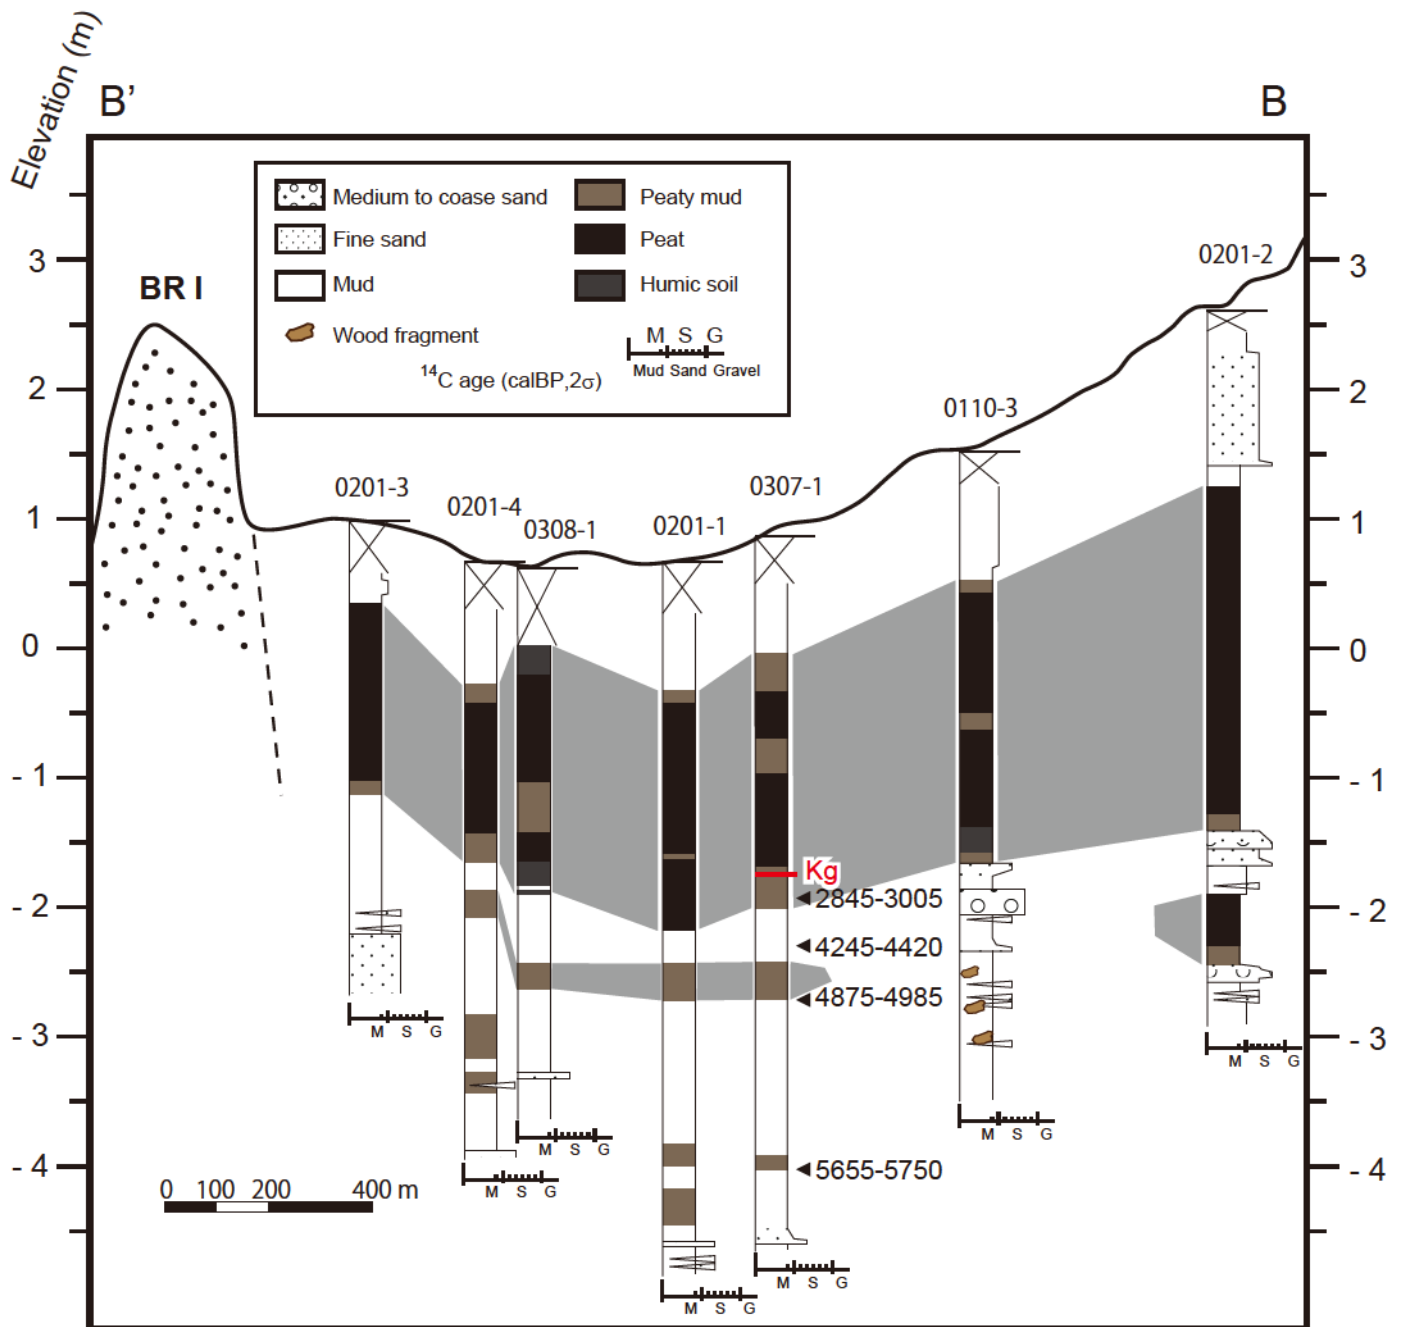 Elevation (m)
B’
B
Medium to coase sand
Peaty mud
Fine sand
Peat
Mud
Humic soil
Wood fragment
M S G
Mud Sand Gravel
14C age (calBP,2σ)
BR I
0201-2
0110-3
0201-3
0201-4
0308-1
0201-1
0307-1
3
2
1
0
- 1
- 2
- 3
- 4
3
2
1
0
- 1
- 2
- 3
- 4
Kg
2845-3005
4245-4420
4875-4985
5655-5750
M S G
M S G
M S G
M S G
M S G
M S G
M S G
0 100 200 400 m